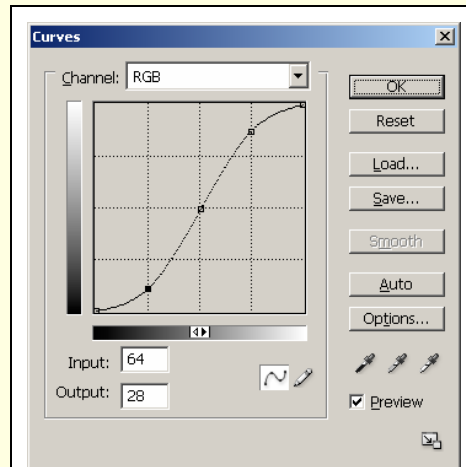 Curves
Channel: RGB
OK
Reset
Load...
Save...
Smooth
Auto
Options...
Input: 64
Output: 28
Preview